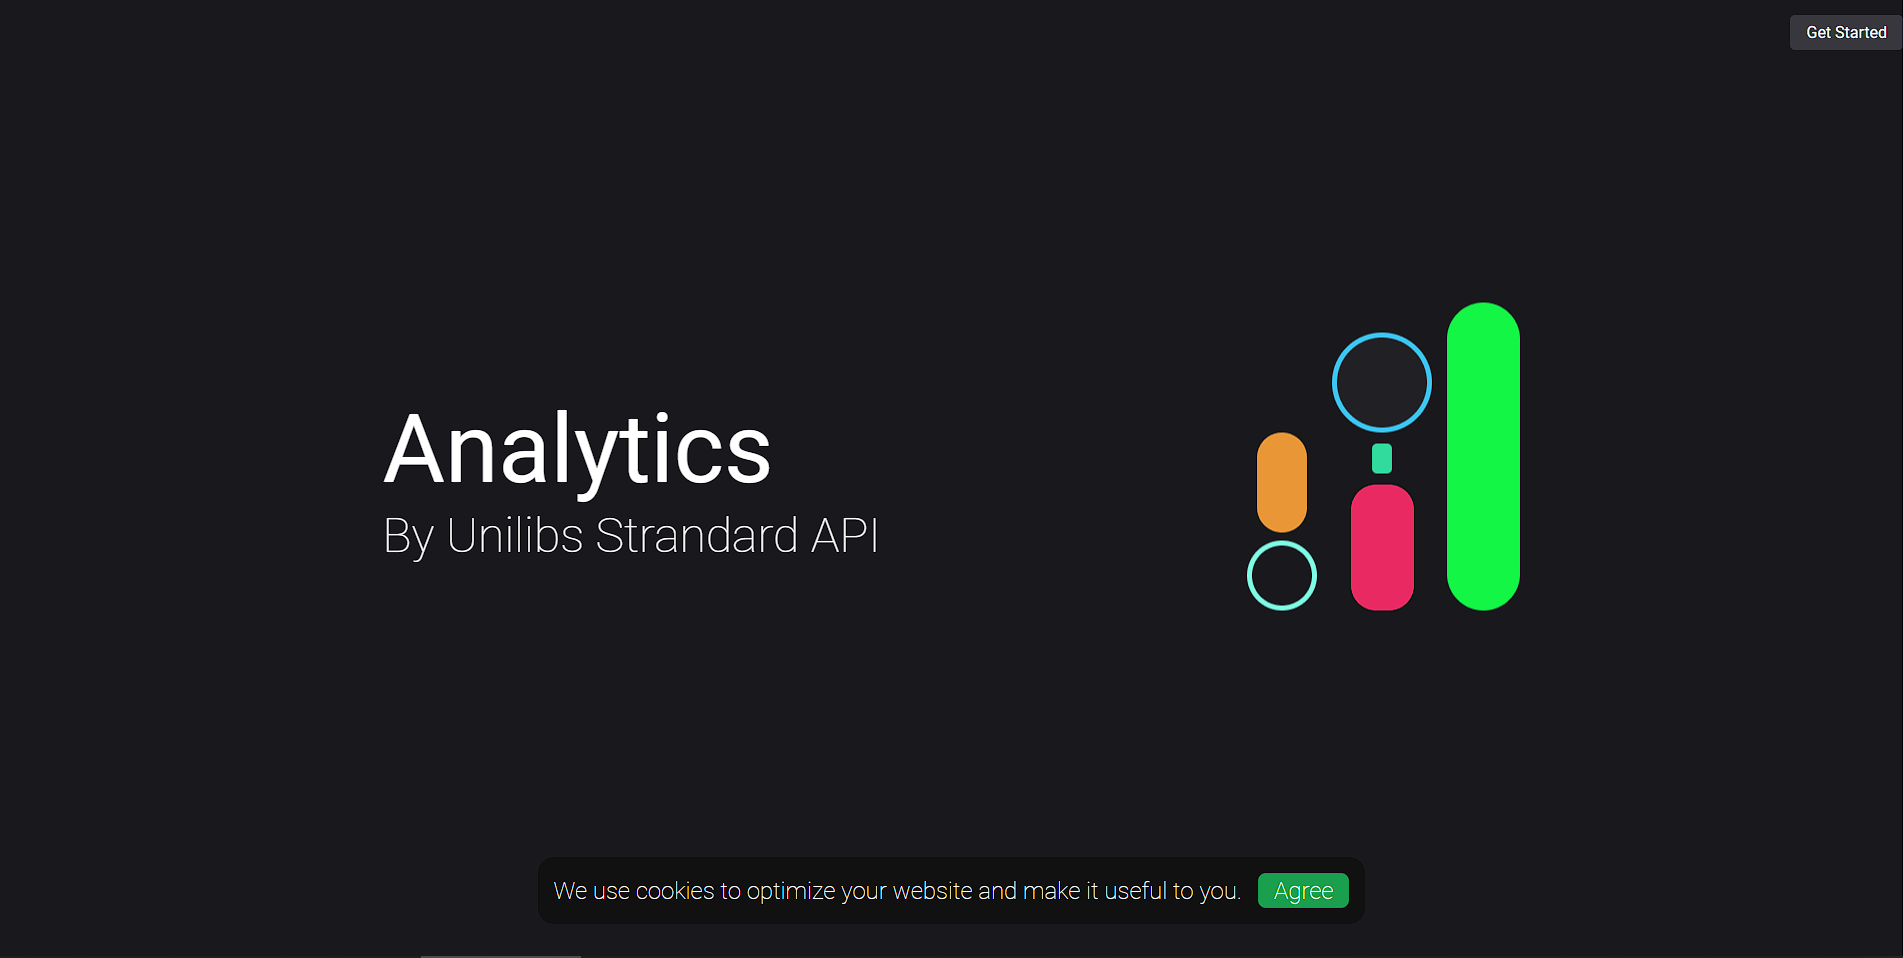 Get Started
Analytics
By Unilibs Strandard API
We use cookies to optimize your website and make it useful to you. Agree